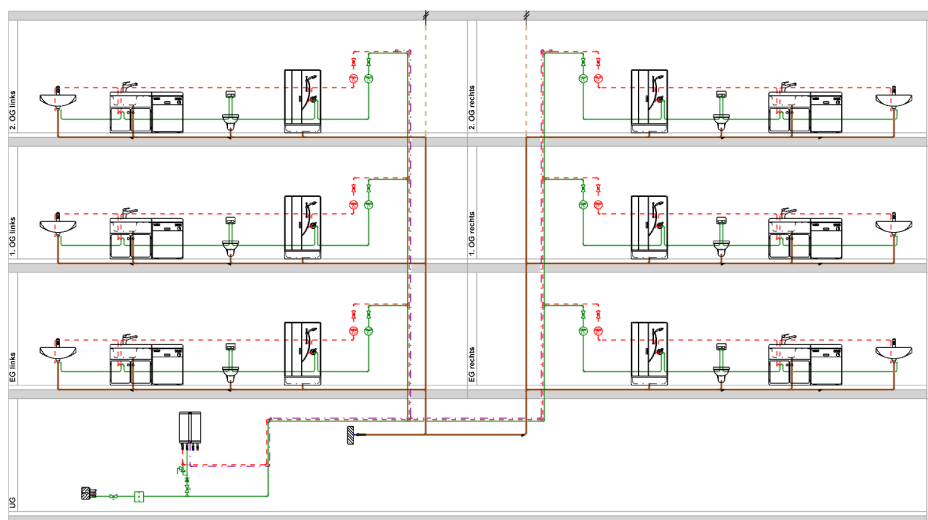 2. OG links
2. OG rechts
1. OG links
1. OG rechts
EG links
EG rechts
UG